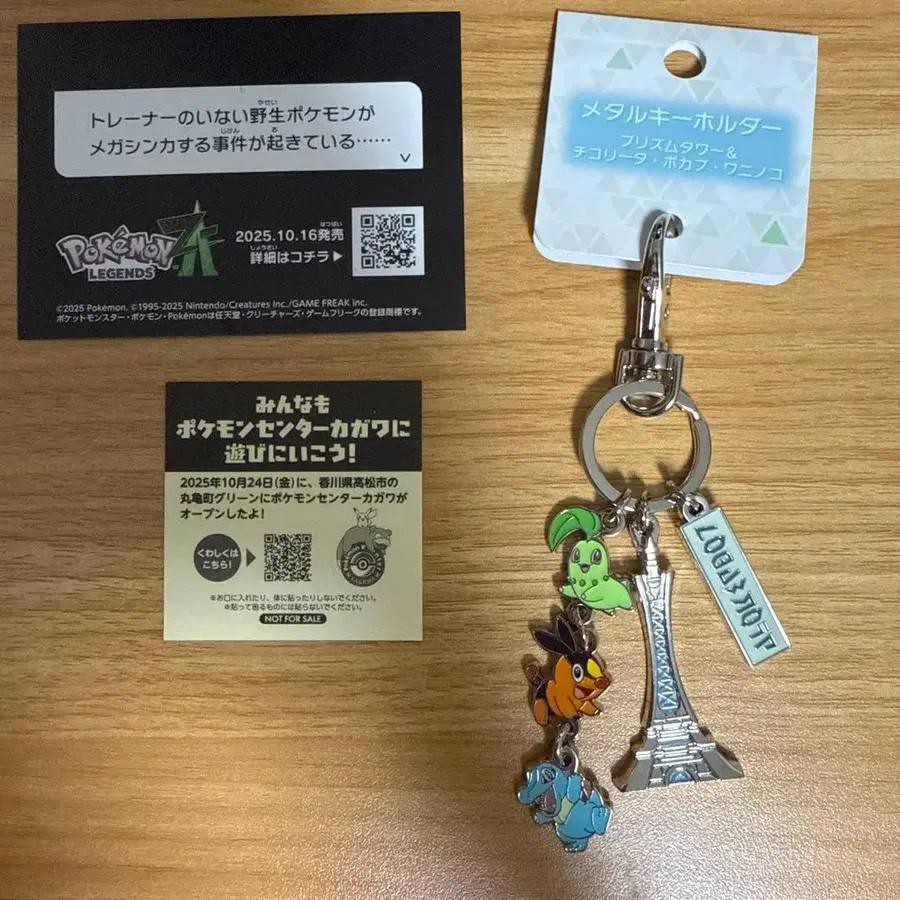 トレーナーのいない野生ポケモンが
メガシンカする事件が起きている……
POKÉMON
LEGENDS
Z-A
2025.10.16発売
詳細はコチラ▶
©2025 Pokémon. ©1995-2025 Nintendo/Creatures Inc./GAME FREAK inc.
ポケットモンスター・ポケモン・Pokémonは任天堂・クリーチャーズ・ゲームフリークの登録商標です。
みんなも
ポケモンセンターカガワに
遊びにいこう!
2025年10月24日(金)に、香川県高松市の
丸亀町グリーンにポケモンセンターカガワが
オープンしたよ!
くわしくは
こちら!
※お口に入れたり、体に貼ったりしないでください。
※貼って困るものには貼らないでください。
NOT FOR SALE
メタルキーホルダー
プリズムタワー&
チコリータ・ポカブ・ワニノコ